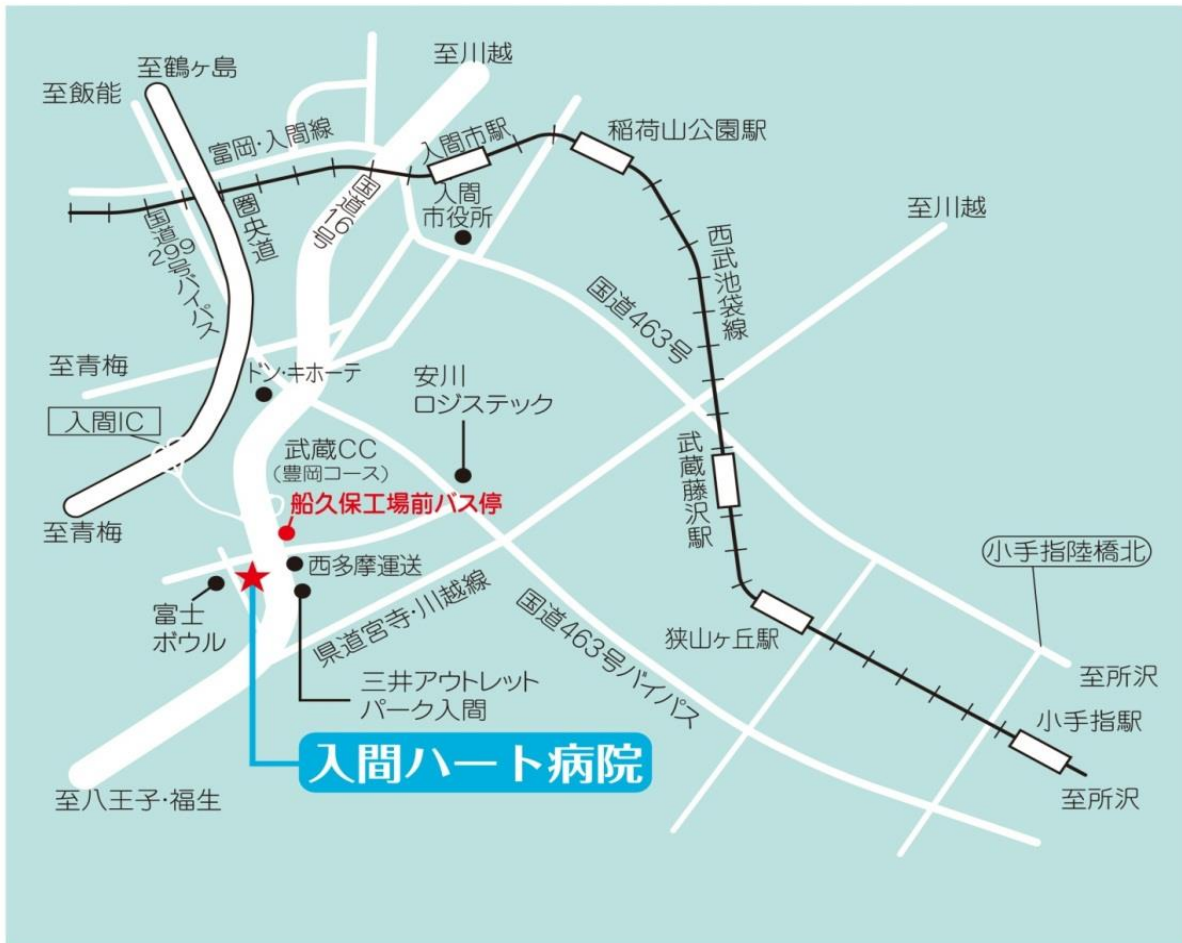 至川越
至鶴ヶ島
至飯能
富岡・入間線
入間市駅
稲荷山公園駅
入間
市役所
国道16号
圏央道
国道299号バイパス
至川越
西武池袋線
国道463号
至青梅
ドン・キホーテ
安川
ロジステック
入間IC
武蔵CC
(豊岡コース)
船久保工場前バス停
武蔵藤沢駅
至青梅
西多摩運送
小手指陸橋北
富士
ボウル
県道宮寺・川越線
国道463号バイパス
狭山ヶ丘駅
三井アウトレット
パーク入間
至所沢
小手指駅
入間ハート病院
至八王子・福生
至所沢